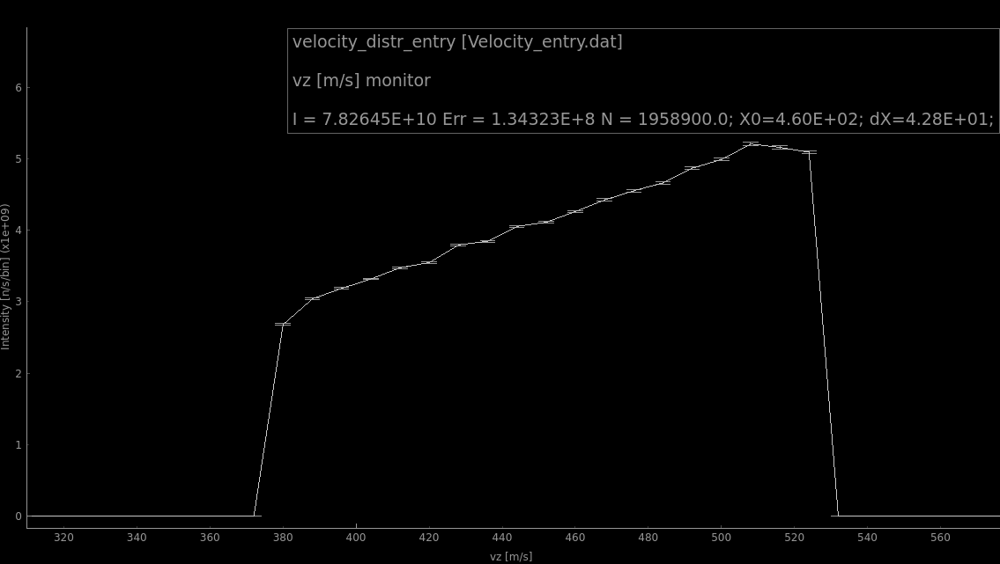 velocity_distr_entry [Velocity_entry.dat]
vz [m/s] monitor
I = 7.82645E+10 Err = 1.34323E+8 N = 1958900.0; X0=4.60E+02; dX=4.28E+01;
6
5
4
3
2
1
0
Intensity [n/s/bin] (x1e+09)
320 340 360 380 400 420 440 460 480 500 520 540 560
vz [m/s]